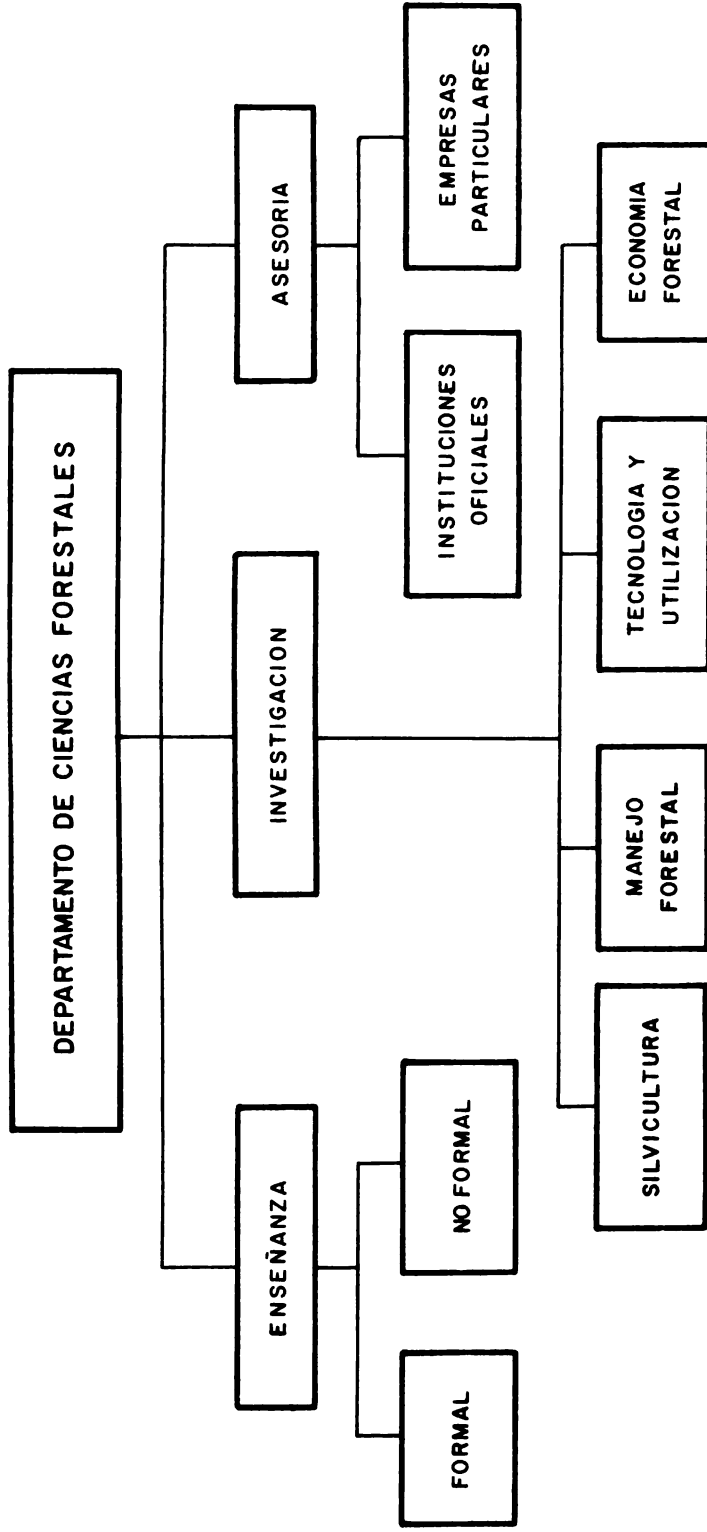 DEPARTAMENTO DE CIENCIAS FORESTALES
ENSEÑANZA
INVESTIGACION
ASESORIA
FORMAL
NO FORMAL
INSTITUCIONES
OFICIALES
EMPRESAS
PARTICULARES
SILVICULTURA
MANEJO
FORESTAL
TECNOLOGIA Y
UTILIZACION
ECONOMIA
FORESTAL